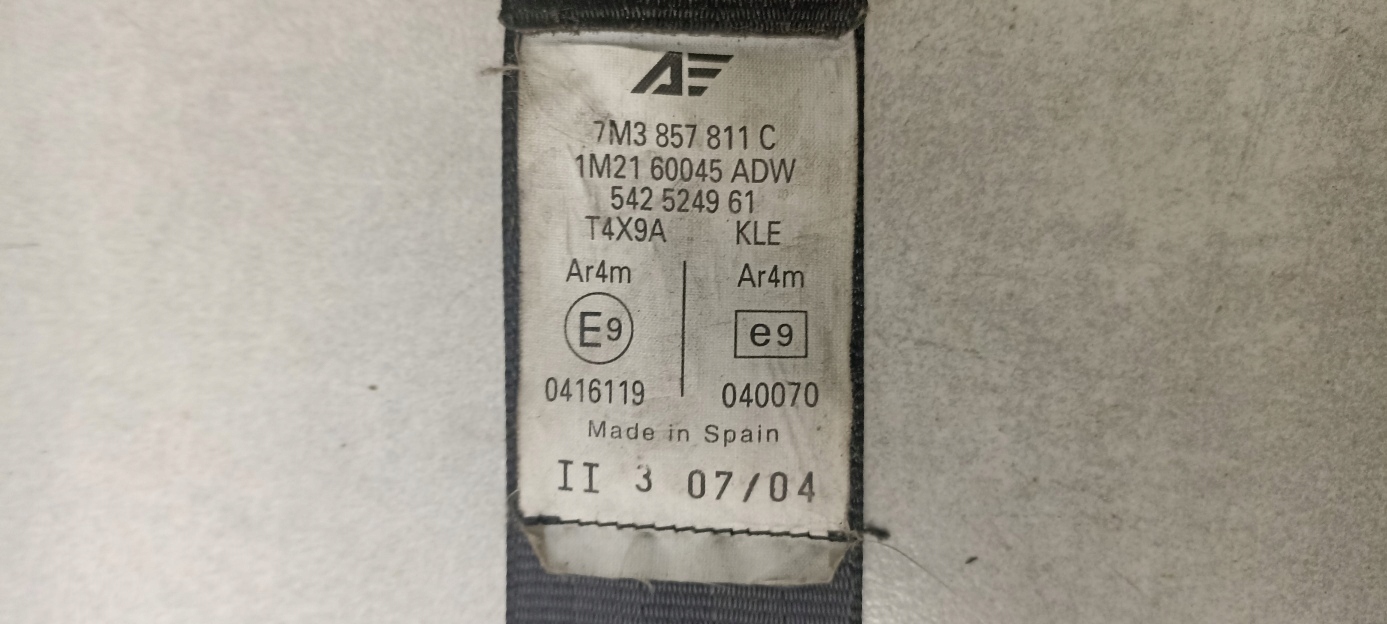 AE
7M3 857 811 C
1M21 60045 ADW
542 5249 61
T4X9A KLE
Ar4m Ar4m
E9 e9
0416119 040070
Made in Spain
II 3 07/04